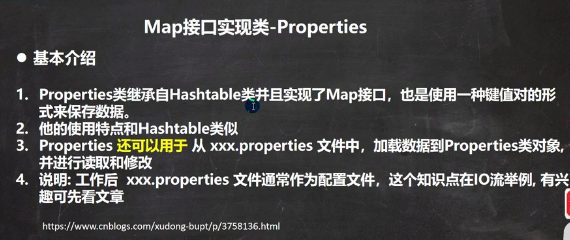 Map接口实现类-Properties
● 基本介绍
1. Properties类继承自Hashtable类并且实现了Map接口，也是使用一种键值对的形
式来保存数据。
2. 他的使用特点和Hashtable类似
3. Properties 还可以用于 从 xxx.properties 文件中，加载数据到Properties类对象,
并进行读取和修改
4. 说明: 工作后 xxx.properties 文件通常作为配置文件，这个知识点在IO流举例, 有兴
趣可先看文章
https://www.cnblogs.com/xudong-bupt/p/3758136.html